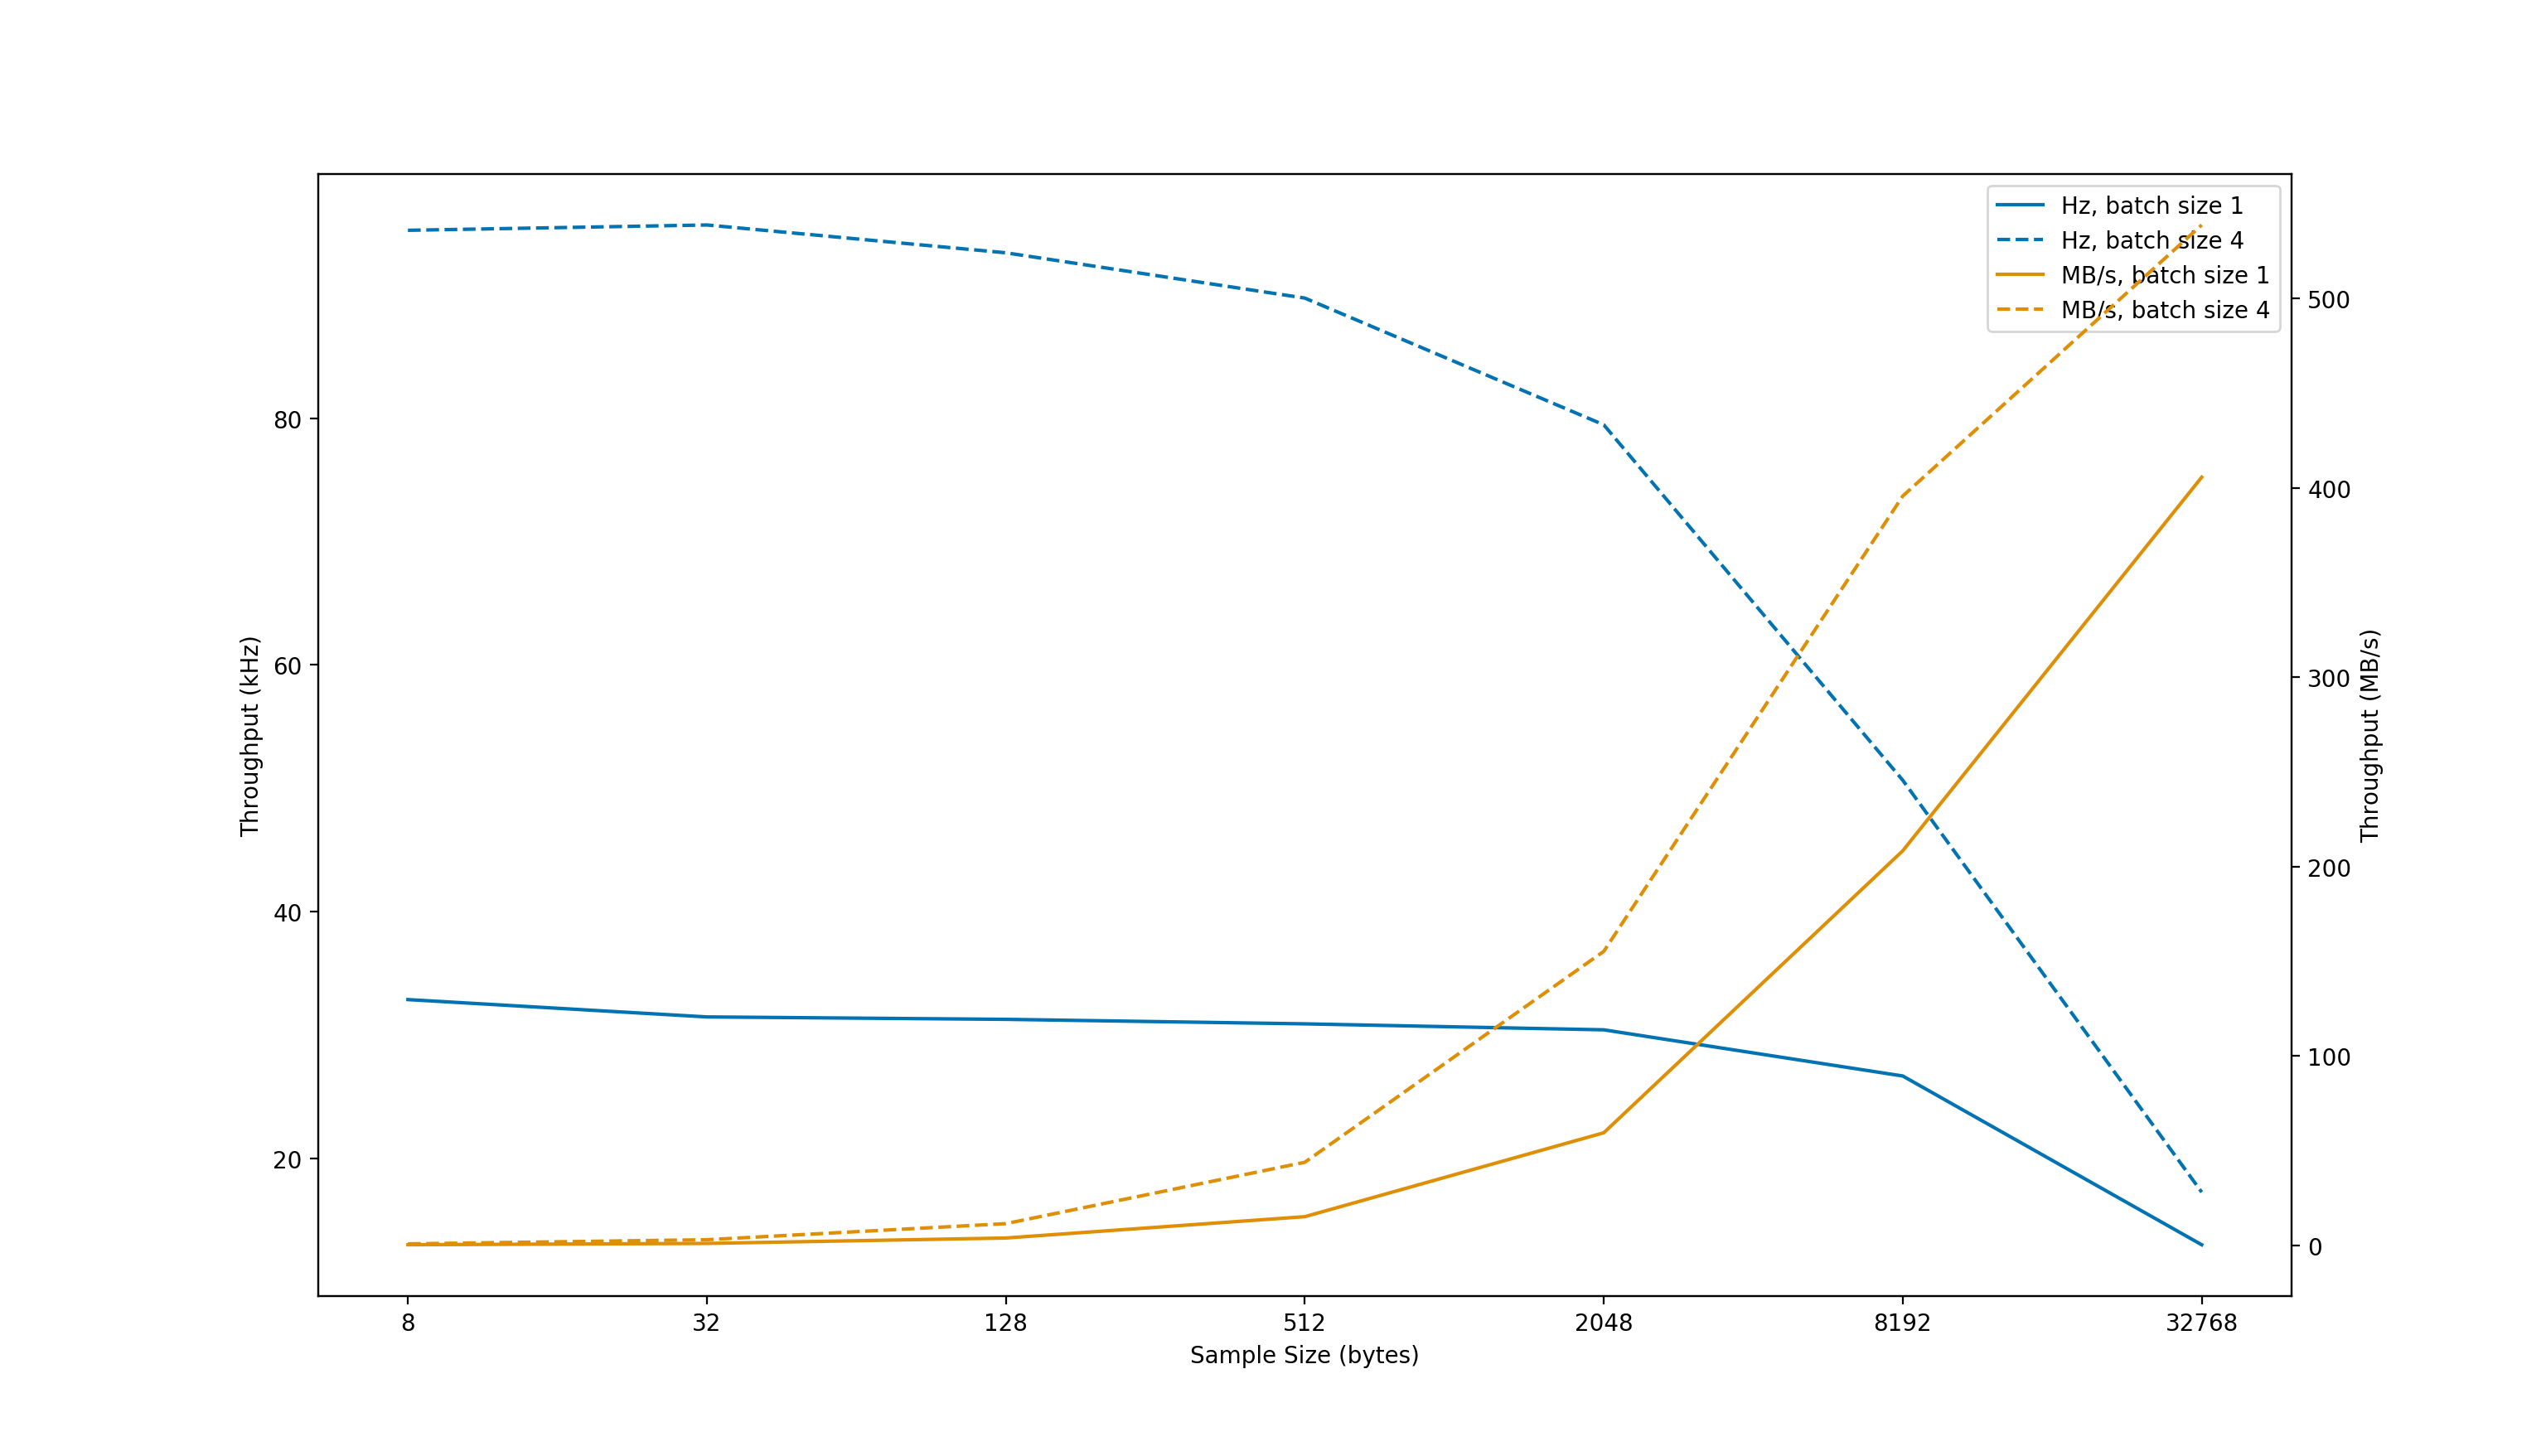 Hz, batch size 1
Hz, batch size 4
MB/s, batch size 1
MB/s, batch size 4
80
60
40
20
Throughput (kHz)
500
400
300
200
100
0
Throughput (MB/s)
8 32 128 512 2048 8192 32768
Sample Size (bytes)